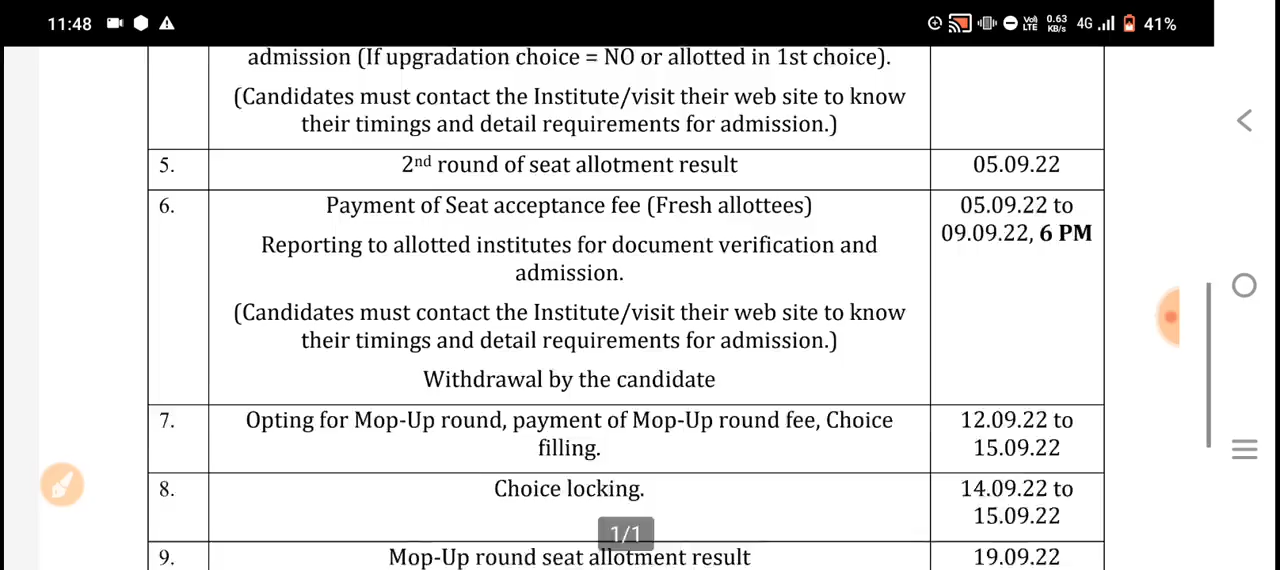 11:48
Vo) LTE 0.63 KB/s 4G 41%
admission (If upgradation choice = NO or allotted in 1st choice).
(Candidates must contact the Institute/visit their web site to know
their timings and detail requirements for admission.)
5. 2nd round of seat allotment result 05.09.22
6. Payment of Seat acceptance fee (Fresh allottees) 05.09.22 to
09.09.22, 6 PM
Reporting to allotted institutes for document verification and
admission.
(Candidates must contact the Institute/visit their web site to know
their timings and detail requirements for admission.)
Withdrawal by the candidate
7. Opting for Mop-Up round, payment of Mop-Up round fee, Choice 12.09.22 to
filling. 15.09.22
8. Choice locking. 14.09.22 to
15.09.22
1/1
9. Mop-Up round seat allotment result 19.09.22